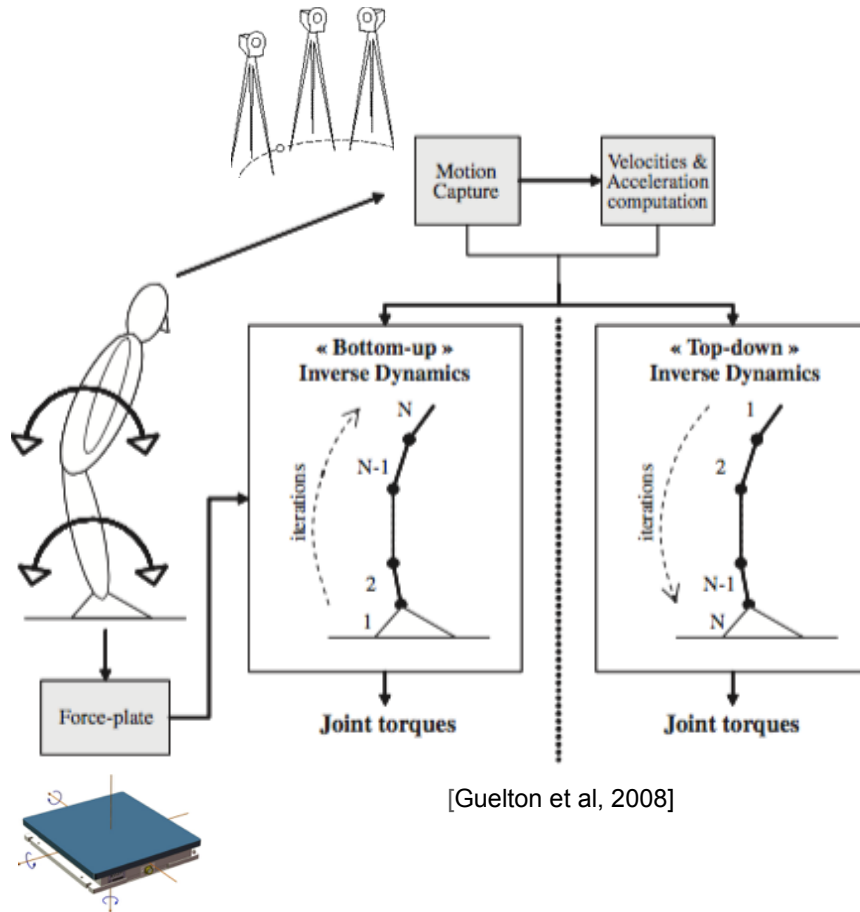 Motion
Capture
Velocities &
Acceleration
computation
« Bottom-up »
Inverse Dynamics
N
N-1
iterations
2
1
« Top-down »
Inverse Dynamics
1
2
iterations
N-1
N
Force-plate
Joint torques
Joint torques
[Guelton et al, 2008]